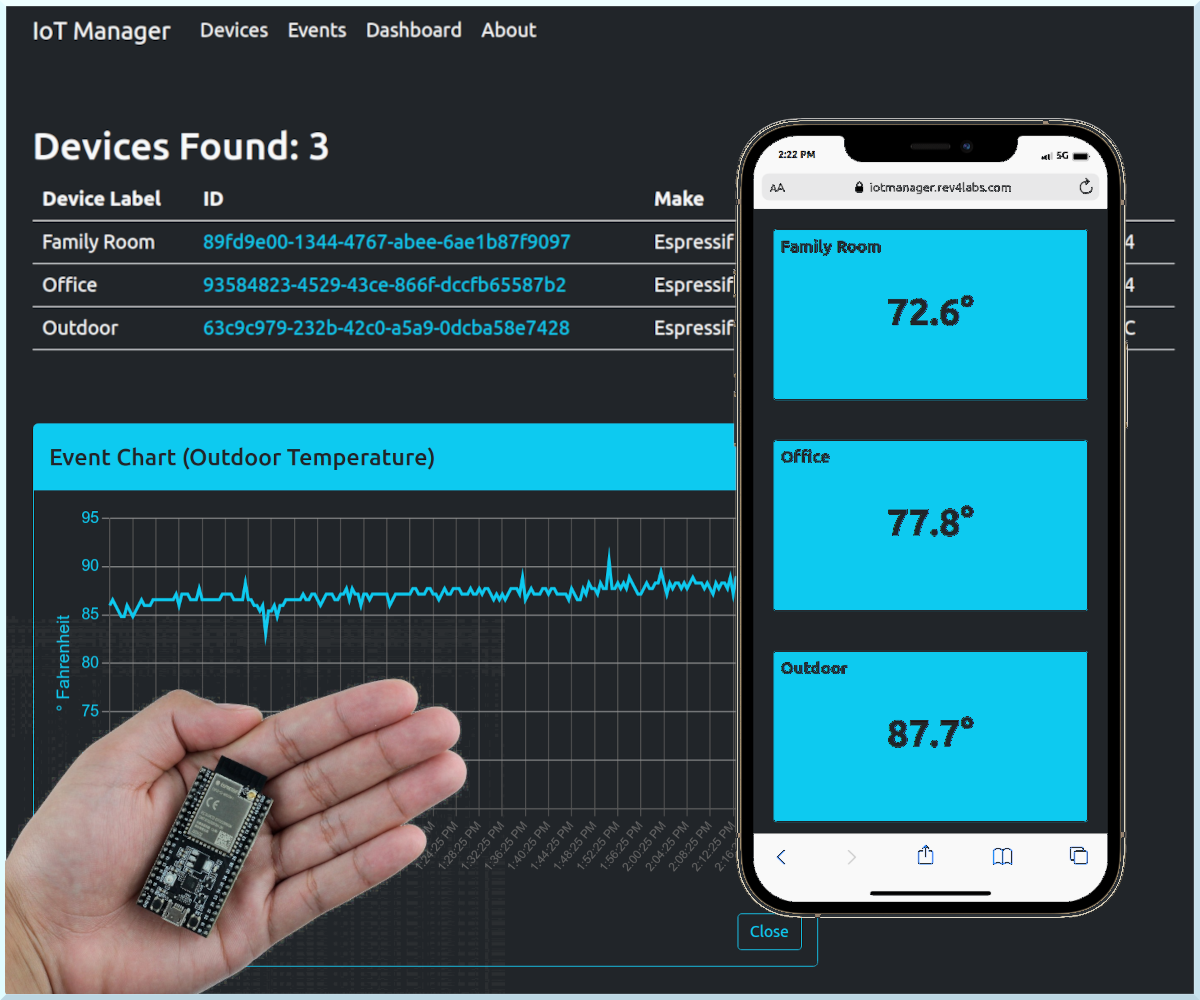 IoT Manager Devices Events Dashboard About
Devices Found: 3
Device Label ID Make
Family Room 89fd9e00-1344-4767-abee-6ae1b87f9097 Espressif 4
Office 93584823-4529-43ce-866f-dccfb65587b2 Espressif 4
Outdoor 63c9c979-232b-42c0-a5a9-0dcba58e7428 Espressif C
Event Chart (Outdoor Temperature)
95
90
85
80
75
° Fahrenheit
1:24:25 PM
1:28:25 PM
1:32:25 PM
1:36:25 PM
1:40:25 PM
1:44:25 PM
1:48:25 PM
1:52:25 PM
1:56:25 PM
2:00:25 PM
2:04:25 PM
2:08:25 PM
2:12:25 PM
Close
2:22 PM 5G
AA iotmanager.rev4labs.com
Family Room
72.6°
Office
77.8°
Outdoor
87.7°
CE